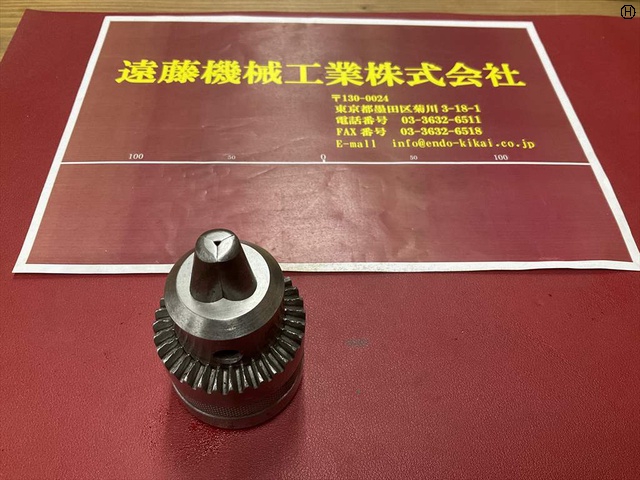 Ⓗ
遠藤機械工業株式会社
〒130-0024
東京都墨田区菊川 3-18-1
電話番号 03-3632-6511
FAX 番号 03-3632-6518
E-mail info@endo-kikai.co.jp
100 50 0 50 100